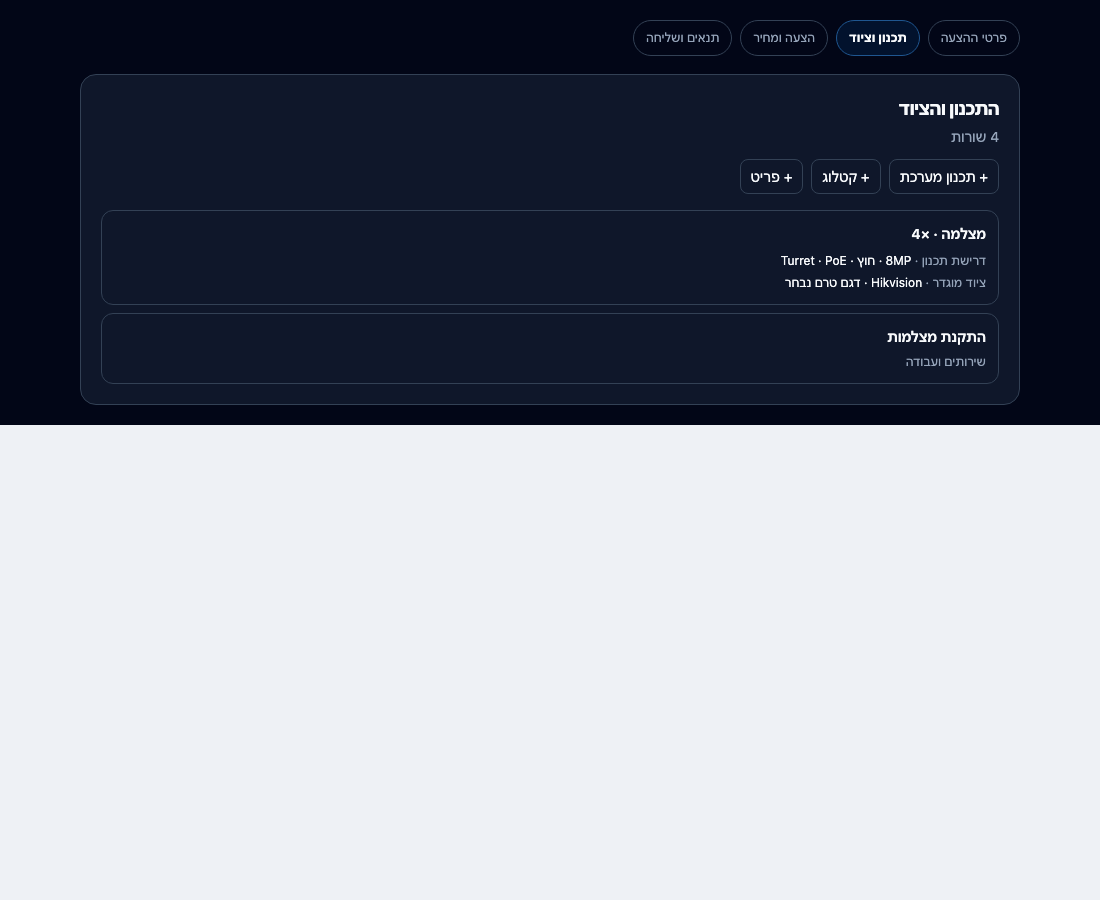 פרטי ההצעה
תכנון וציוד
הצעה ומחיר
תנאים ושליחה
התכנון והציוד
4 שורות
+ תכנון מערכת
+ קטלוג
+ פריט
מצלמה · ×4
דרישת תכנון · 8MP · חוץ · Turret · PoE
ציוד מוגדר · Hikvision · דגם טרם נבחר
התקנת מצלמות
שירותים ועבודה